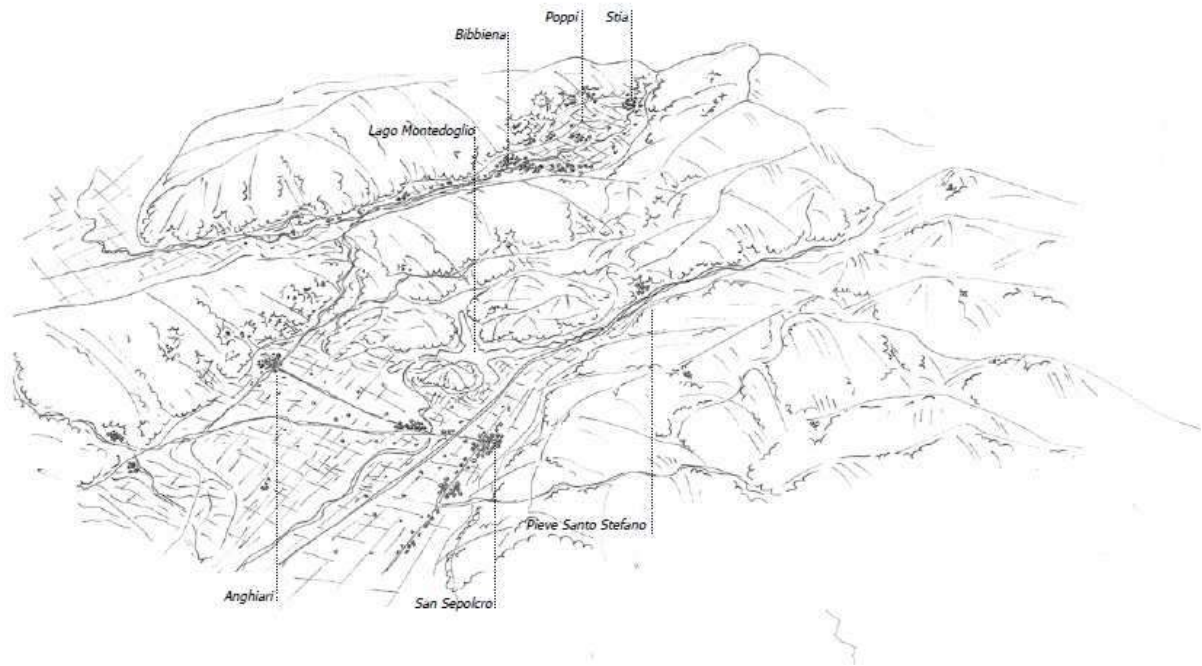 Poppi
Stia
Bibbiena
Lago Montedoglio
Pieve Santo Stefano
Anghiari
San Sepolcro